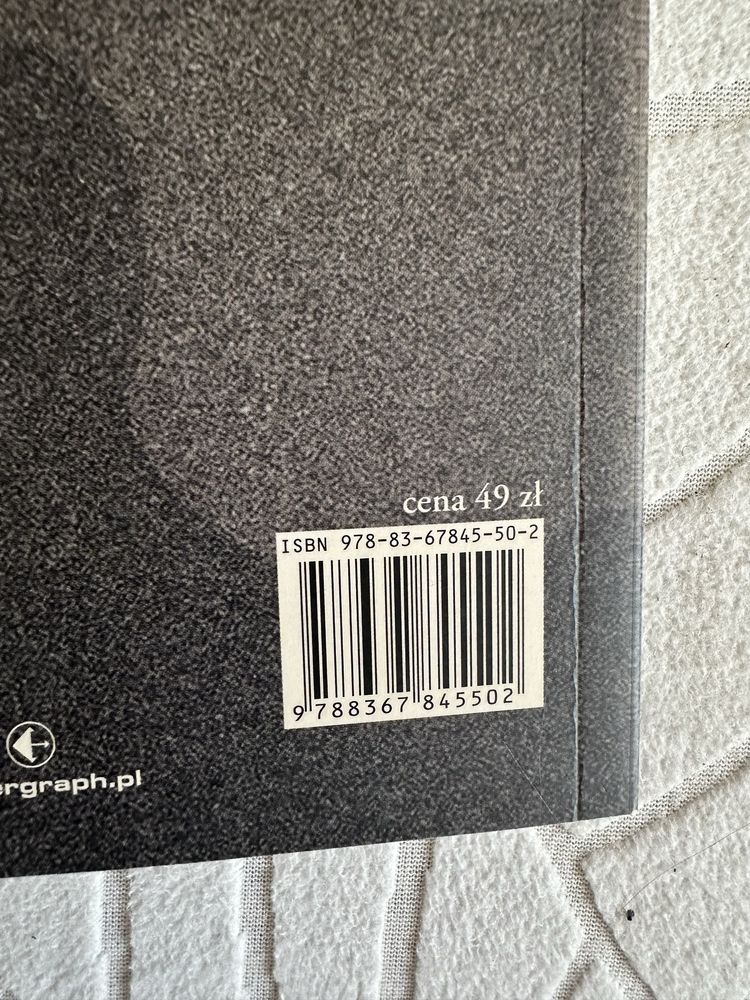 cena 49 zł
ISBN 978-83-67845-50-2
9 788367 845502
ergraph.pl